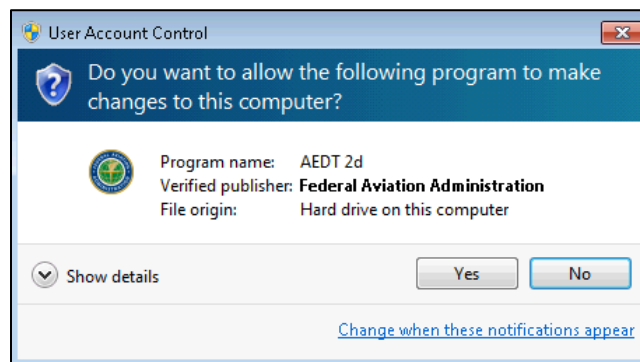 User Account Control
Do you want to allow the following program to make
changes to this computer?
Program name: AEDT 2d
Verified publisher: Federal Aviation Administration
File origin: Hard drive on this computer
Show details
Yes
No
Change when these notifications appear